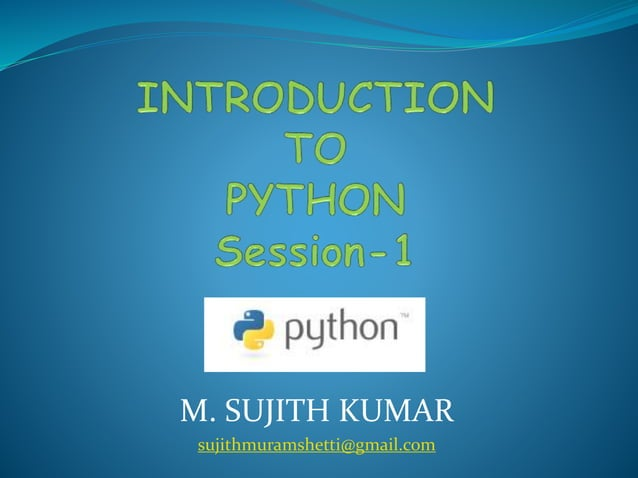 INTRODUCTION
TO
PYTHON
Session-1
python™
M. SUJITH KUMAR
sujithmuramshetti@gmail.com